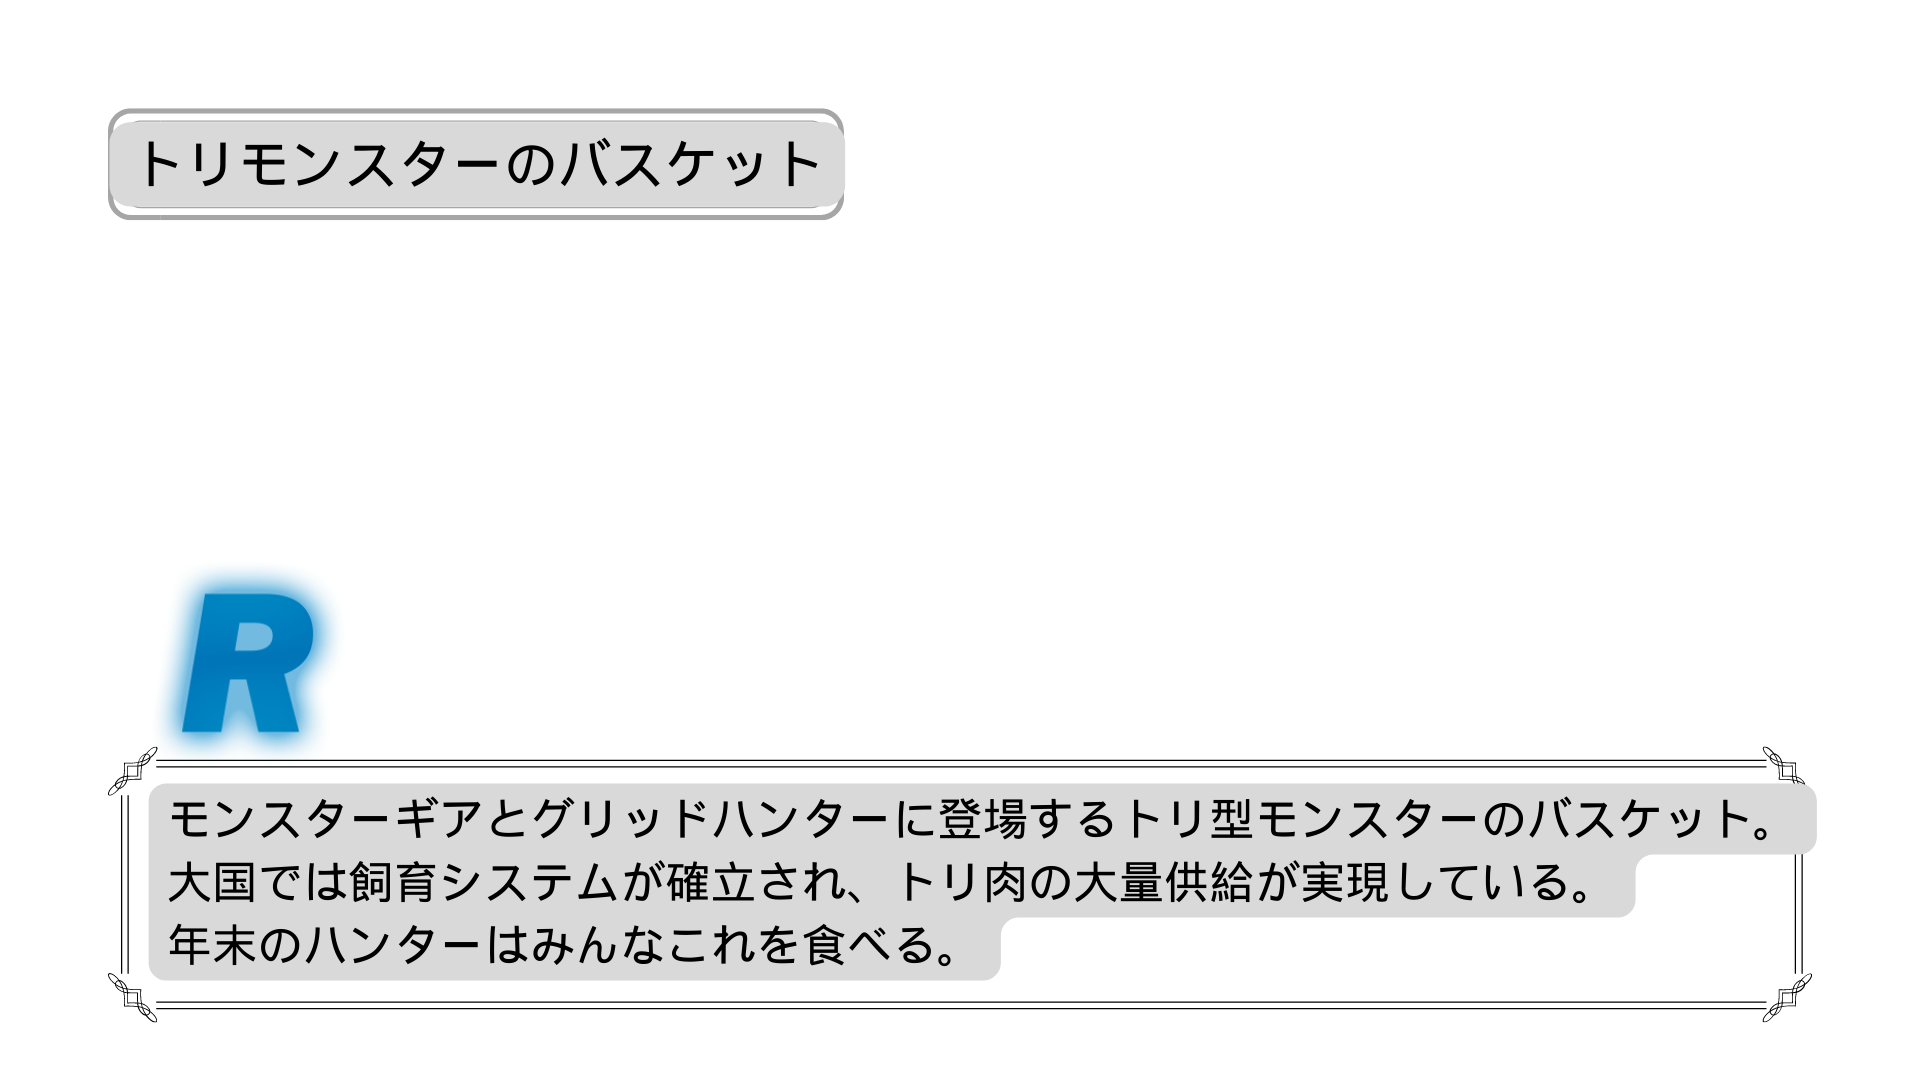 トリモンスターのバスケット
R
モンスターギアとグリッドハンターに登場するトリ型モンスターのバスケット。
大国では飼育システムが確立され、トリ肉の大量供給が実現している。
年末のハンターはみんなこれを食べる。